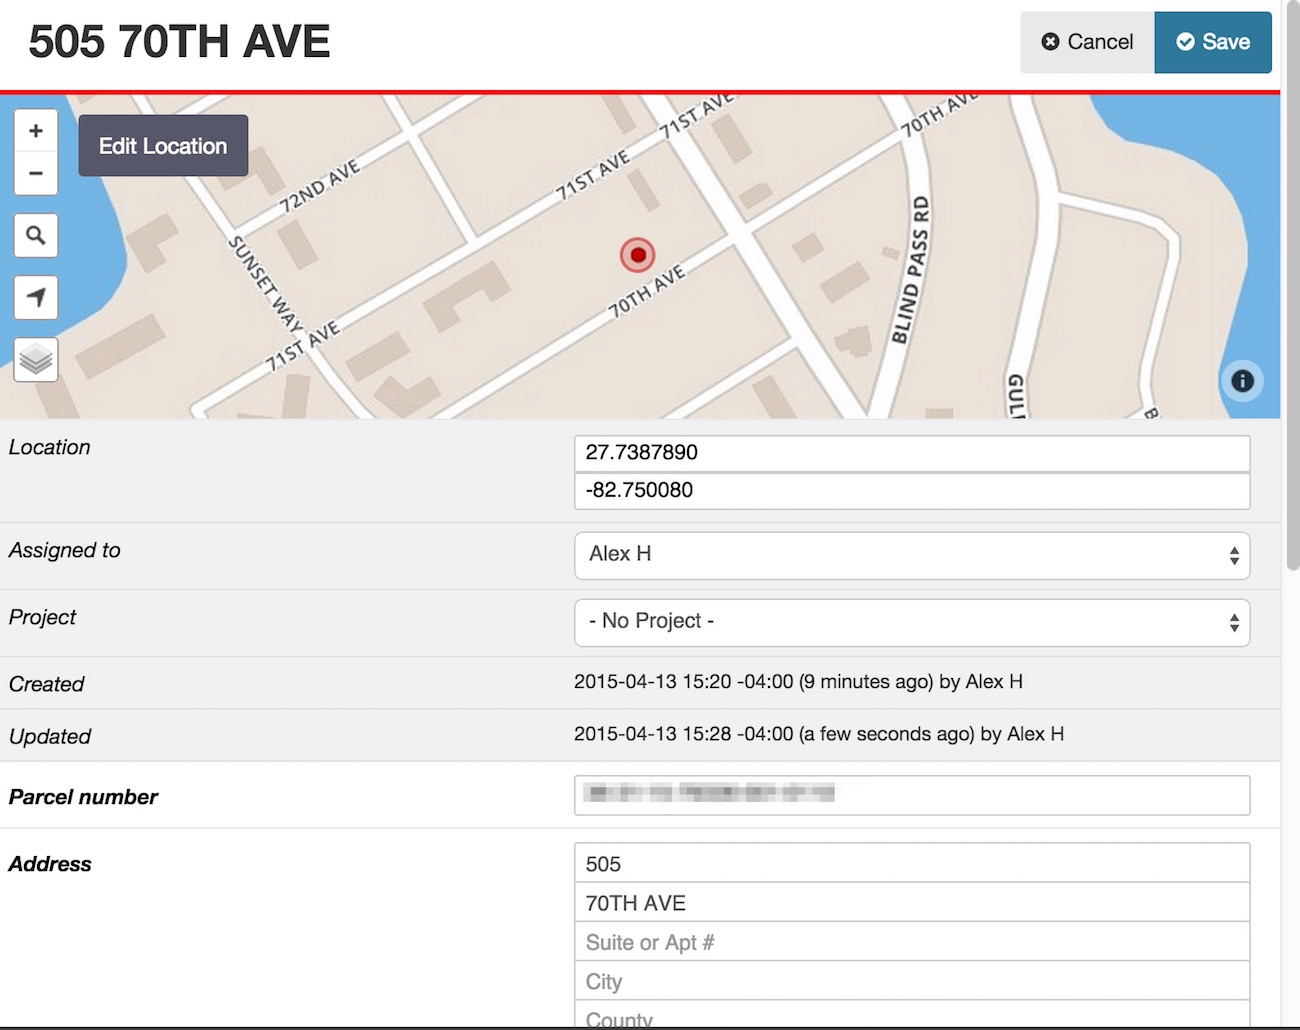 505 70TH AVE
Cancel
Save
+
−
Edit Location
72ND AVE
71ST AVE
71ST AVE
70TH AVE
SUNSET WAY
71ST AVE
70TH AVE
BLIND PASS RD
GULF
B
Location
27.7387890
-82.750080
Assigned to
Alex H
Project
- No Project -
Created
2015-04-13 15:20 -04:00 (9 minutes ago) by Alex H
Updated
2015-04-13 15:28 -04:00 (a few seconds ago) by Alex H
Parcel number
Address
505
70TH AVE
Suite or Apt #
City
County